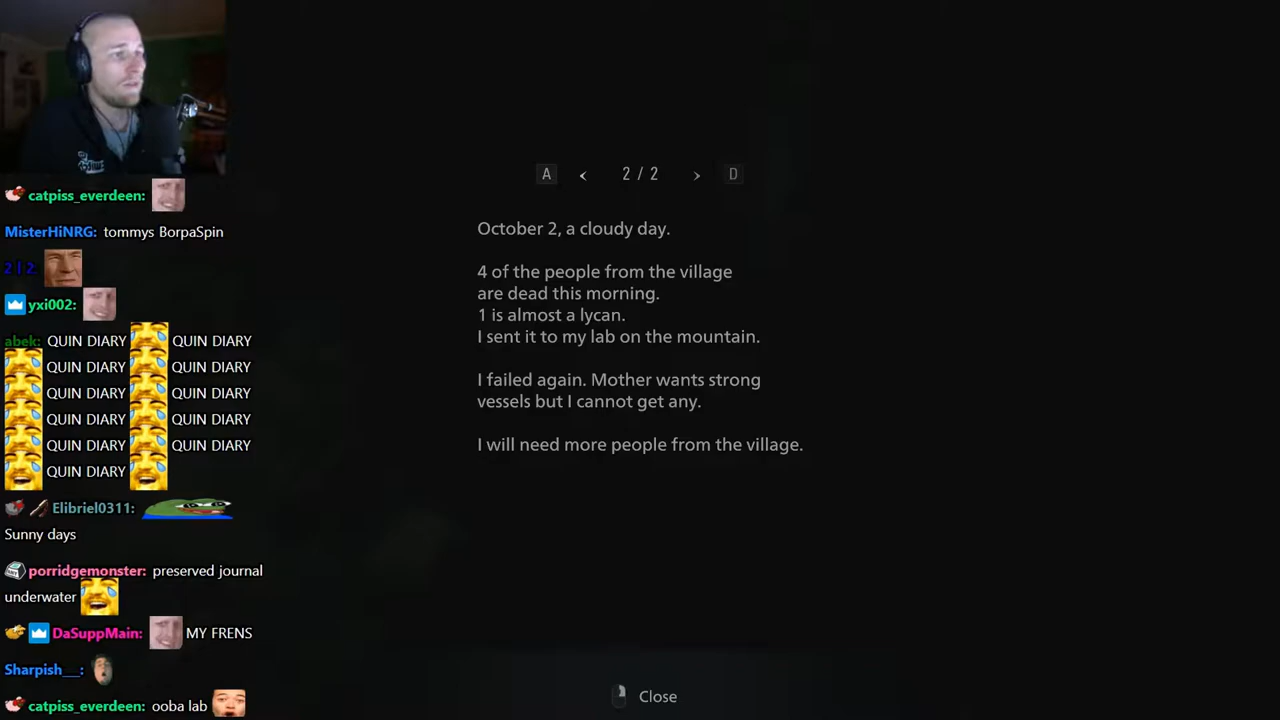 catpiss_everdeen:
MisterHiNRG: tommys BorpaSpin
2 l 2:
yxi002:
abek: QUIN DIARY QUIN DIARY
QUIN DIARY QUIN DIARY
QUIN DIARY QUIN DIARY
QUIN DIARY QUIN DIARY
QUIN DIARY QUIN DIARY
QUIN DIARY
Elibriel0311:
Sunny days
porridgemonster: preserved journal
underwater
DaSuppMain: MY FRENS
Sharpish__:
catpiss_everdeen: ooba lab
A < 2 / 2 > D
October 2, a cloudy day.
4 of the people from the village
are dead this morning.
1 is almost a lycan.
I sent it to my lab on the mountain.
I failed again. Mother wants strong
vessels but I cannot get any.
I will need more people from the village.
Close